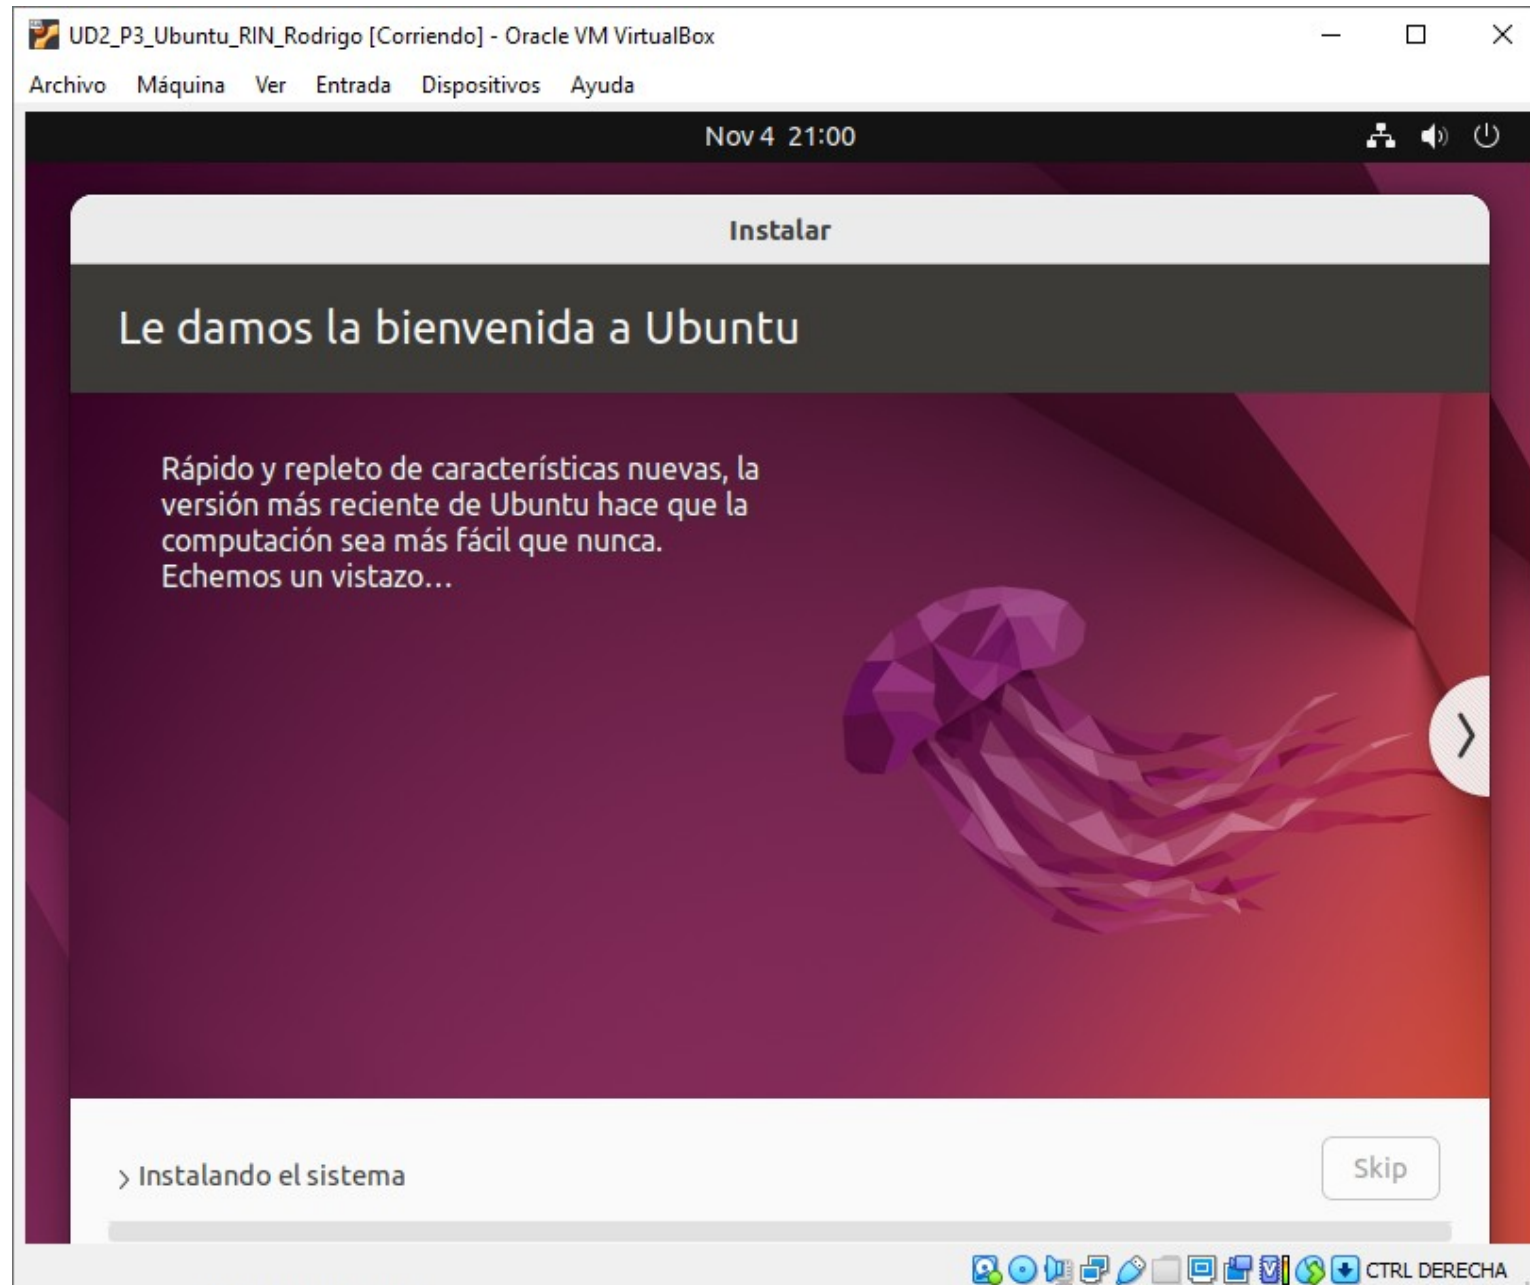 UD2_P3_Ubuntu_RIN_Rodrigo [Corriendo] - Oracle VM VirtualBox
Archivo Máquina Ver Entrada Dispositivos Ayuda
Nov 4 21:00
Instalar
Le damos la bienvenida a Ubuntu
Rápido y repleto de características nuevas, la
versión más reciente de Ubuntu hace que la
computación sea más fácil que nunca.
Echemos un vistazo...
Instalando el sistema
Skip
CTRL DERECHA